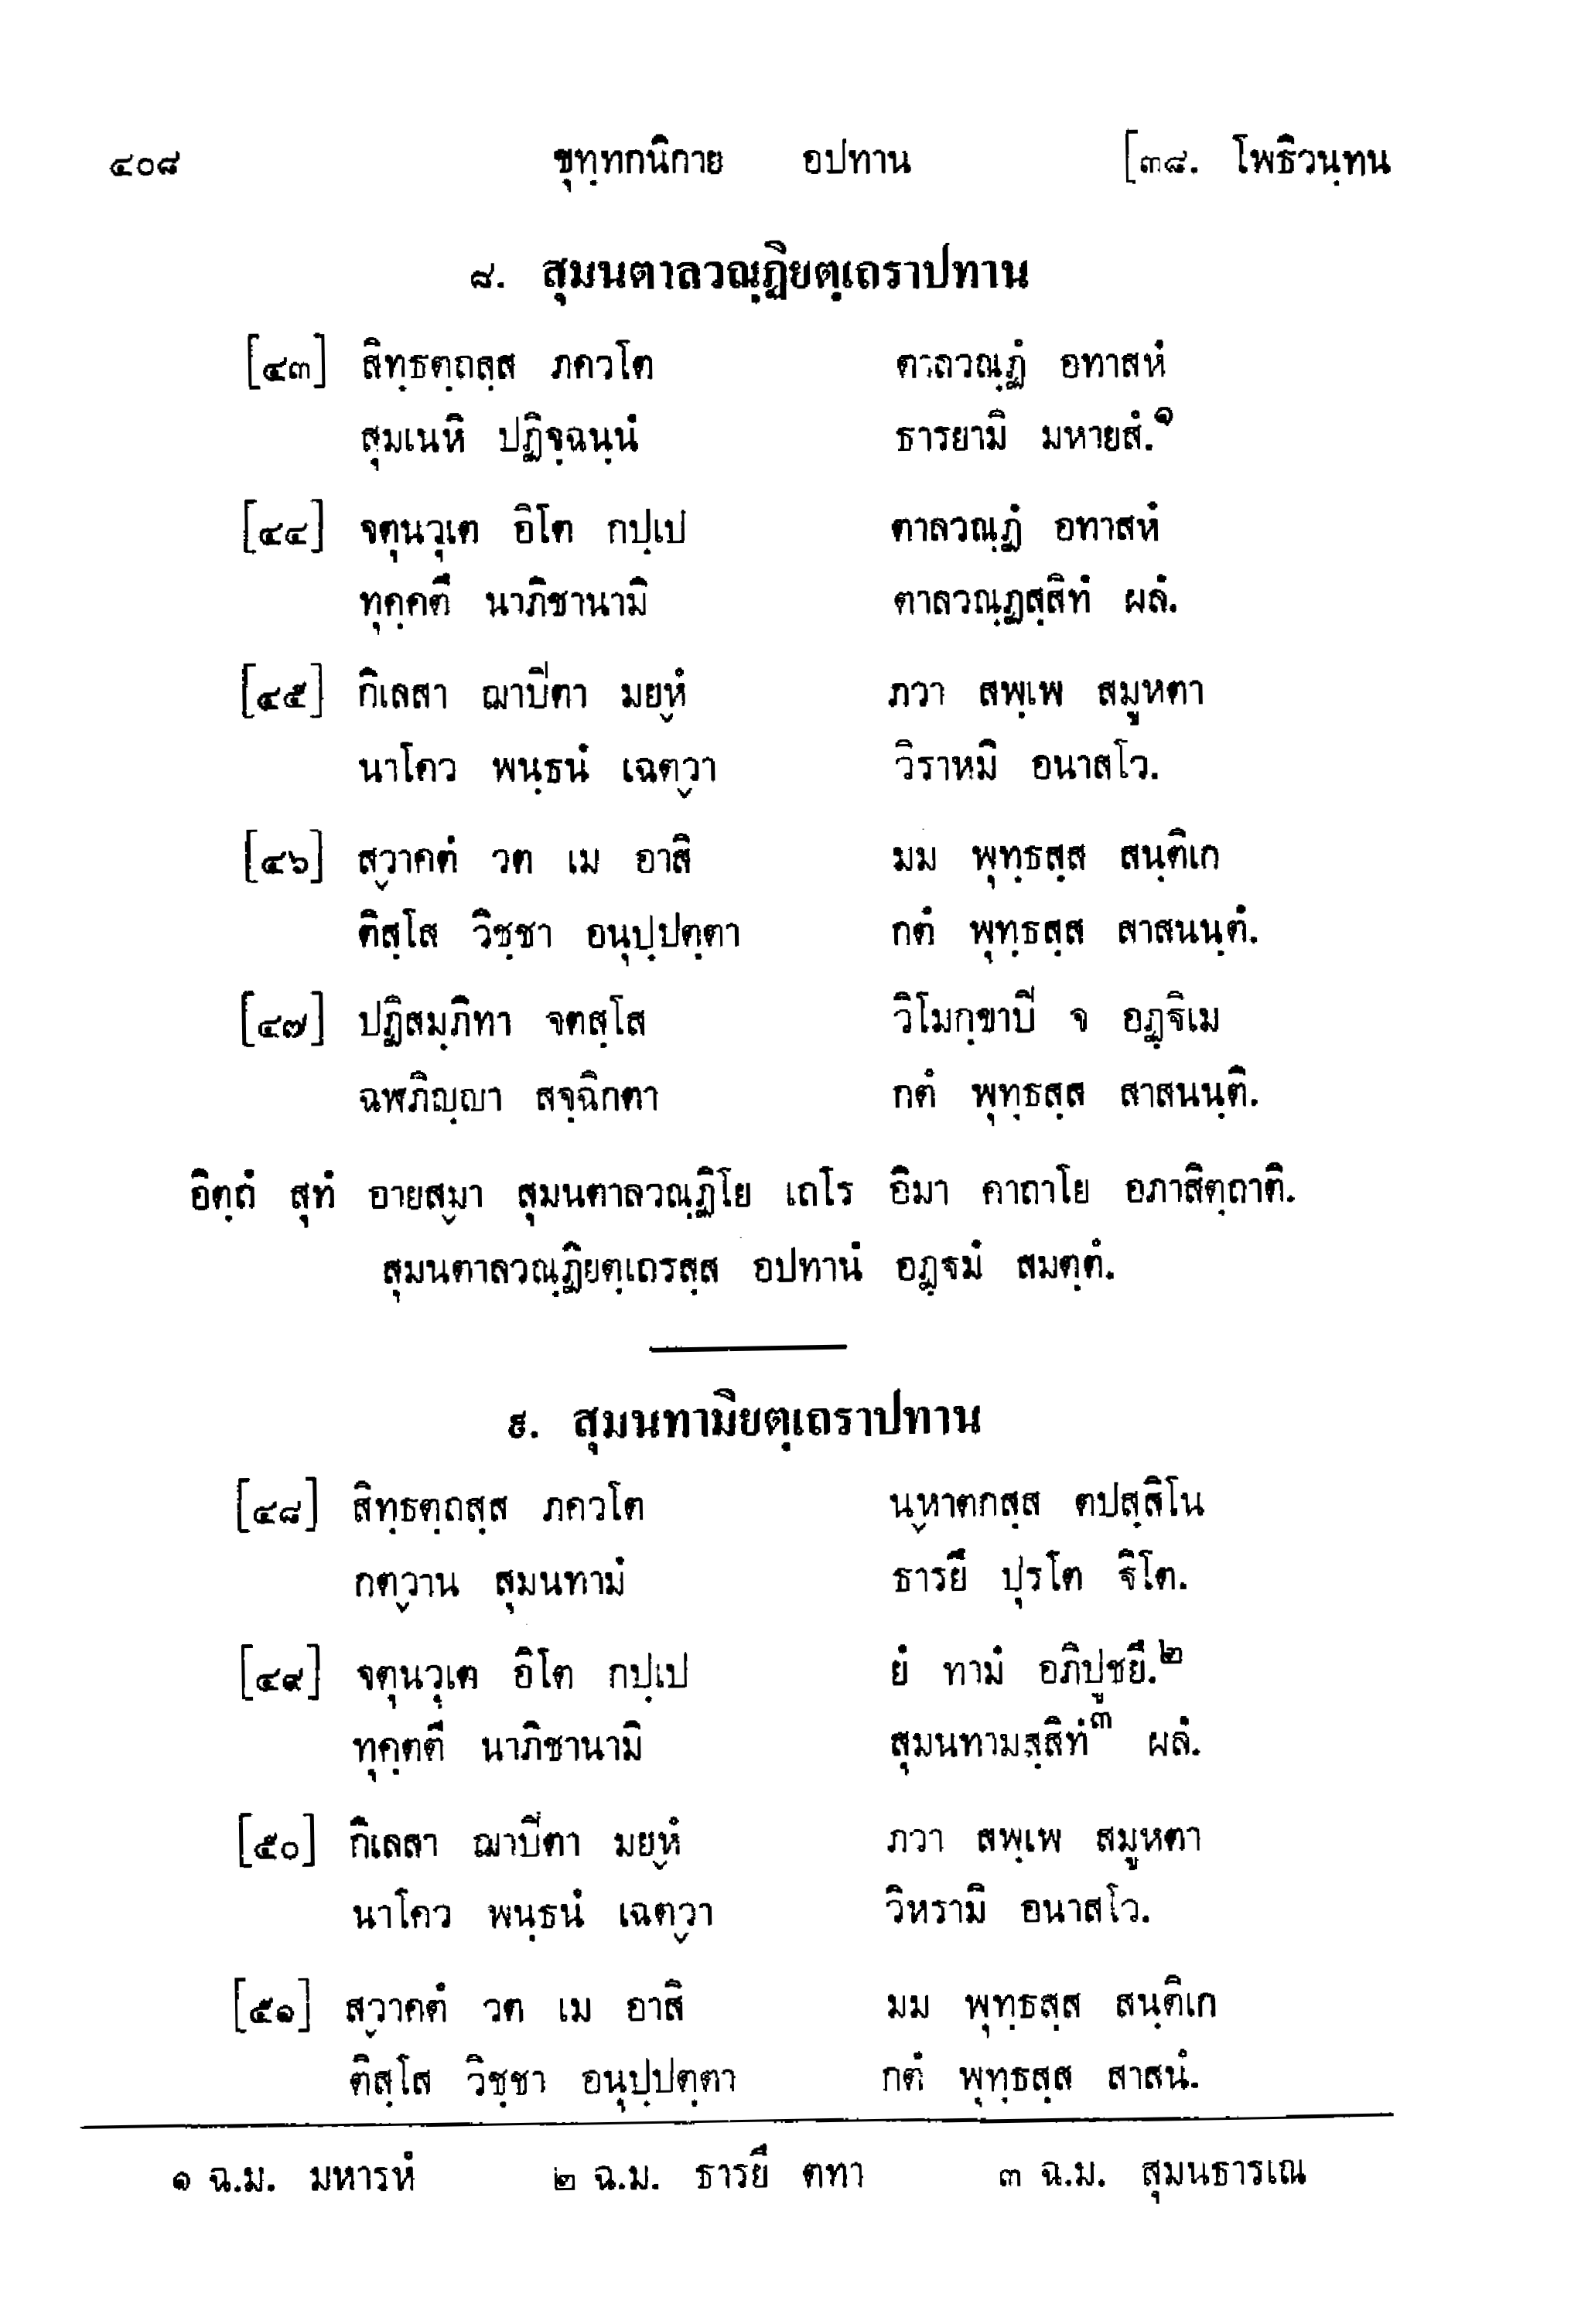 ๔๐๘ ขุทฺทกนิกาย อปทาน [๓๘. โพธิวนฺทน
๘. สุมนตาลวณฺฏิยตฺเถราปทาน
[๔๓] สิทฺธตฺถสฺส ภควโต ตาลวณฺฏํ อทาสหํ
สุมเนหิ ปฏิจฺฉนฺนํ ธารยามิ มหายสํ.๑
[๔๔] จตุนวุเต อิโต กปฺเป ตาลวณฺฏํ อทาสหํ
ทุคฺคตึ นาภิชานามิ ตาลวณฺฏสฺสิทํ ผลํ.
[๔๕] กิเลสา ฌาปิตา มยฺหํ ภวา สพฺเพ สมูหตา
นาโคว พนฺธนํ เฉตฺวา วิราหมิ อนาสโว.
[๔๖] สฺวาคตํ วต เม อาสิ มม พุทฺธสฺส สนฺติเก
ติสฺโส วิชฺชา อนุปฺปตฺตา กตํ พุทฺธสฺส สาสนนฺตํ.
[๔๗] ปฏิสมฺภิทา จตสฺโส วิโมกฺขาปิ จ อฏฺฐิเม
ฉฬภิญฺญา สจฺฉิกตา กตํ พุทฺธสฺส สาสนนฺติ.
อิตฺถํ สุทํ อายสฺมา สุมนตาลวณฺฏิโย เถโร อิมา คาถาโย อภาสิตฺถาติ.
สุมนตาลวณฺฏิยตฺเถรสฺส อปทานํ อฏฺฐมํ สมตฺตํ.
๙. สุมนทามิยตฺเถราปทาน
[๔๘] สิทฺธตฺถสฺส ภควโต นฺหาตกสฺส ตปสฺสิโน
กตฺวาน สุมนทามํ ธารยึ ปุรโต ฐิโต.
[๔๙] จตุนวุเต อิโต กปฺเป ยํ ทามํ อภิปูชยึ.๒
ทุคฺคตึ นาภิชานามิ สุมนทามสฺสิทํ๓ ผลํ.
[๕๐] กิเลสา ฌาปิตา มยฺหํ ภวา สพฺเพ สมูหตา
นาโคว พนฺธนํ เฉตฺวา วิหรามิ อนาสโว.
[๕๑] สฺวาคตํ วต เม อาสิ มม พุทฺธสฺส สนฺติเก
ติสฺโส วิชฺชา อนุปฺปตฺตา กตํ พุทฺธสฺส สาสนํ.
๑ ฉ.ม. มหารหํ ๒ ฉ.ม. ธารยึ ตทา ๓ ฉ.ม. สุมนธารเณ